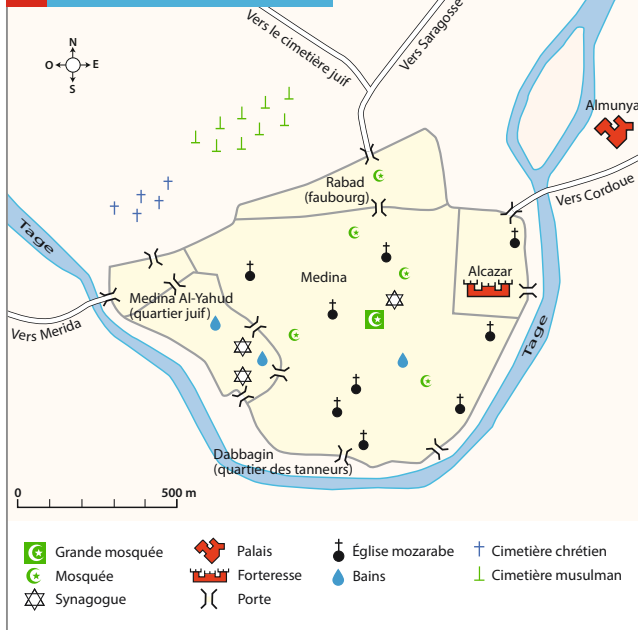 Vers le cimetière juif
Vers Saragosse
N
O
E
S
Almunya
Vers Cordoue
Rabad
(faubourg)
Tage
Medina
Alcazar
Medina Al-Yahud
(quartier juif)
Vers Merida
Tage
Dabbagin
(quartier des tanneurs)
0
500 m
Grande mosquée
Palais
Église mozarabe
Cimetière chrétien
Mosquée
Forteresse
Bains
Cimetière musulman
Synagogue
Porte